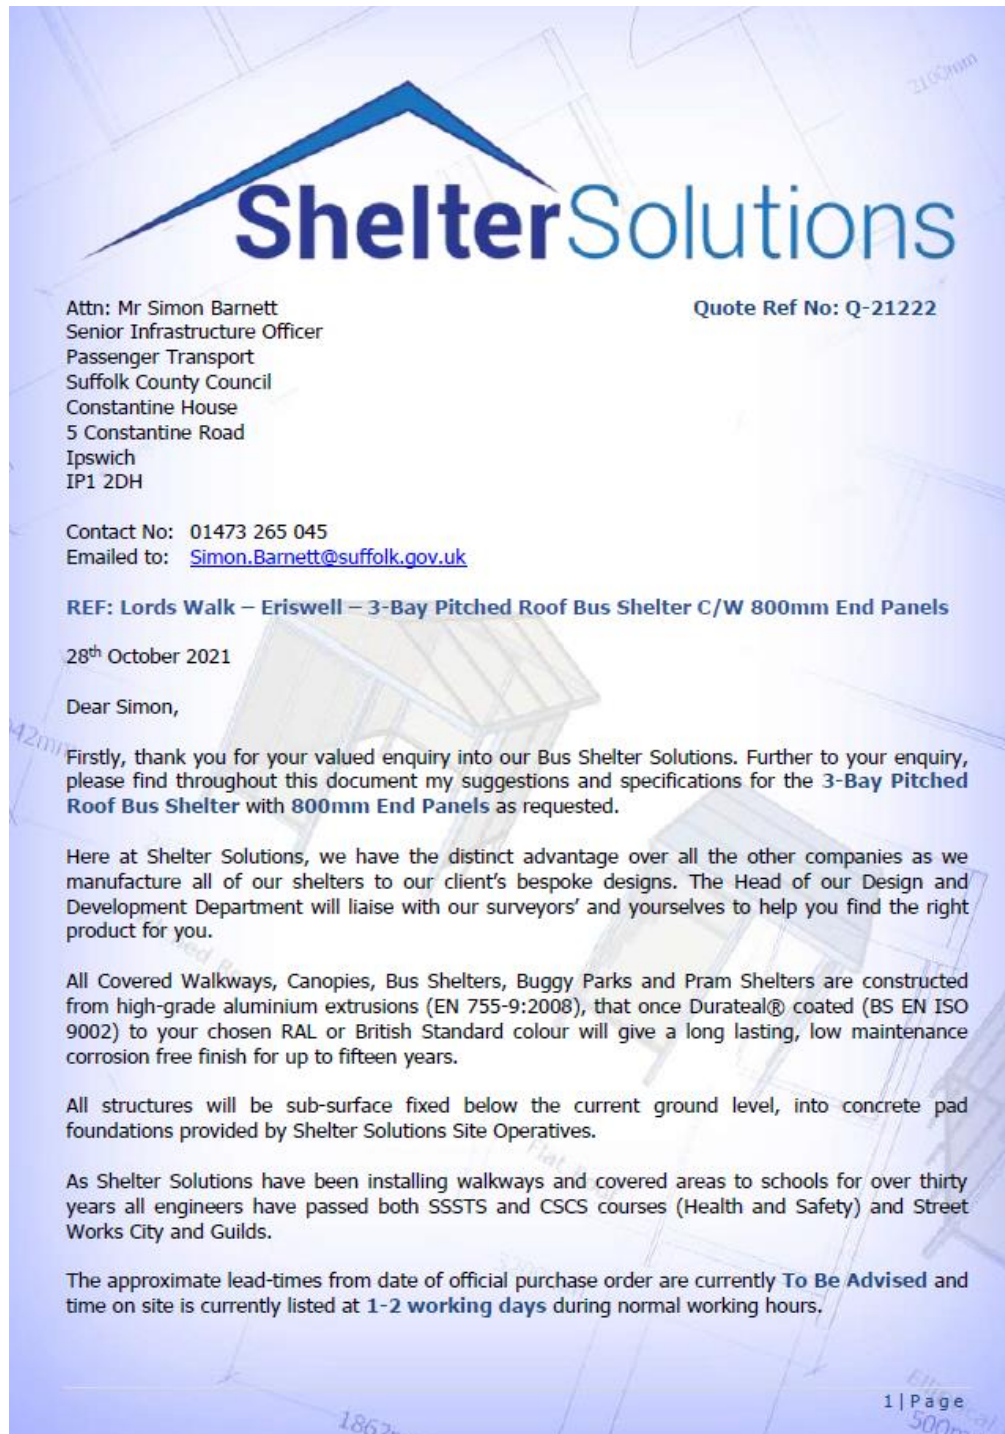 2100mm
ShelterSolutions
Attn: Mr Simon Barnett
Quote Ref No: Q-21222
Senior Infrastructure Officer
Passenger Transport
Suffolk County Council
Constantine House
5 Constantine Road
Ipswich
IP1 2DH
Contact No: 01473 265 045
Emailed to: Simon.Barnett@suffolk.gov.uk
REF: Lords Walk – Eriswell – 3-Bay Pitched Roof Bus Shelter C/W 800mm End Panels
28th October 2021
Dear Simon,
Firstly, thank you for your valued enquiry into our Bus Shelter Solutions. Further to your enquiry,
please find throughout this document my suggestions and specifications for the 3-Bay Pitched
Roof Bus Shelter with 800mm End Panels as requested.
Here at Shelter Solutions, we have the distinct advantage over all the other companies as we
manufacture all of our shelters to our client's bespoke designs. The Head of our Design and
Development Department will liaise with our surveyors' and yourselves to help you find the right
product for you.
All Covered Walkways, Canopies, Bus Shelters, Buggy Parks and Pram Shelters are constructed
from high-grade aluminium extrusions (EN 755-9:2008), that once Durateal® coated (BS EN ISO
9002) to your chosen RAL or British Standard colour will give a long lasting, low maintenance
corrosion free finish for up to fifteen years.
All structures will be sub-surface fixed below the current ground level, into concrete pad
foundations provided by Shelter Solutions Site Operatives.
As Shelter Solutions have been installing walkways and covered areas to schools for over thirty
years all engineers have passed both SSSTS and CSCS courses (Health and Safety) and Street
Works City and Guilds.
The approximate lead-times from date of official purchase order are currently To Be Advised and
time on site is currently listed at 1-2 working days during normal working hours.
1 | Page
500m